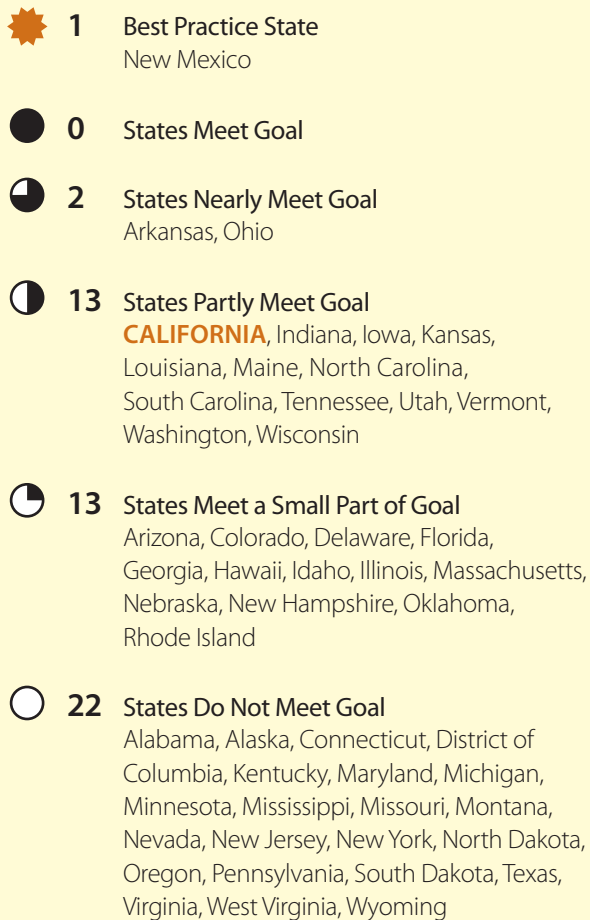 1 Best Practice State
New Mexico
0 States Meet Goal
2 States Nearly Meet Goal
Arkansas, Ohio
13 States Partly Meet Goal
CALIFORNIA, Indiana, Iowa, Kansas,
Louisiana, Maine, North Carolina,
South Carolina, Tennessee, Utah, Vermont,
Washington, Wisconsin
13 States Meet a Small Part of Goal
Arizona, Colorado, Delaware, Florida,
Georgia, Hawaii, Idaho, Illinois, Massachusetts,
Nebraska, New Hampshire, Oklahoma,
Rhode Island
22 States Do Not Meet Goal
Alabama, Alaska, Connecticut, District of
Columbia, Kentucky, Maryland, Michigan,
Minnesota, Mississippi, Missouri, Montana,
Nevada, New Jersey, New York, North Dakota,
Oregon, Pennsylvania, South Dakota, Texas,
Virginia, West Virginia, Wyoming